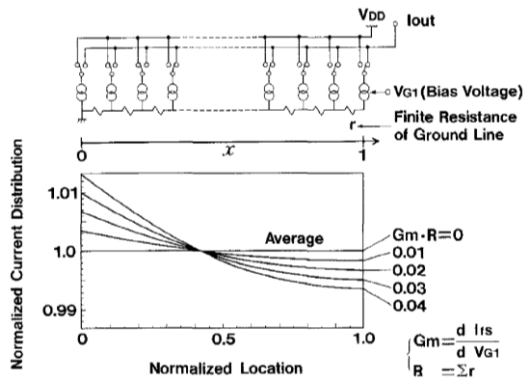 VDD
Iout
VG1 (Bias Voltage)
r
Finite Resistance
of Ground Line
0
x
1
Normalized Current Distribution
1.01
1.0
0.99
Average
Gm·R=0
0.01
0.02
0.03
0.04
0
0.5
1.0
Normalized Location
Gm= d Irs / d VG1
R =Σr